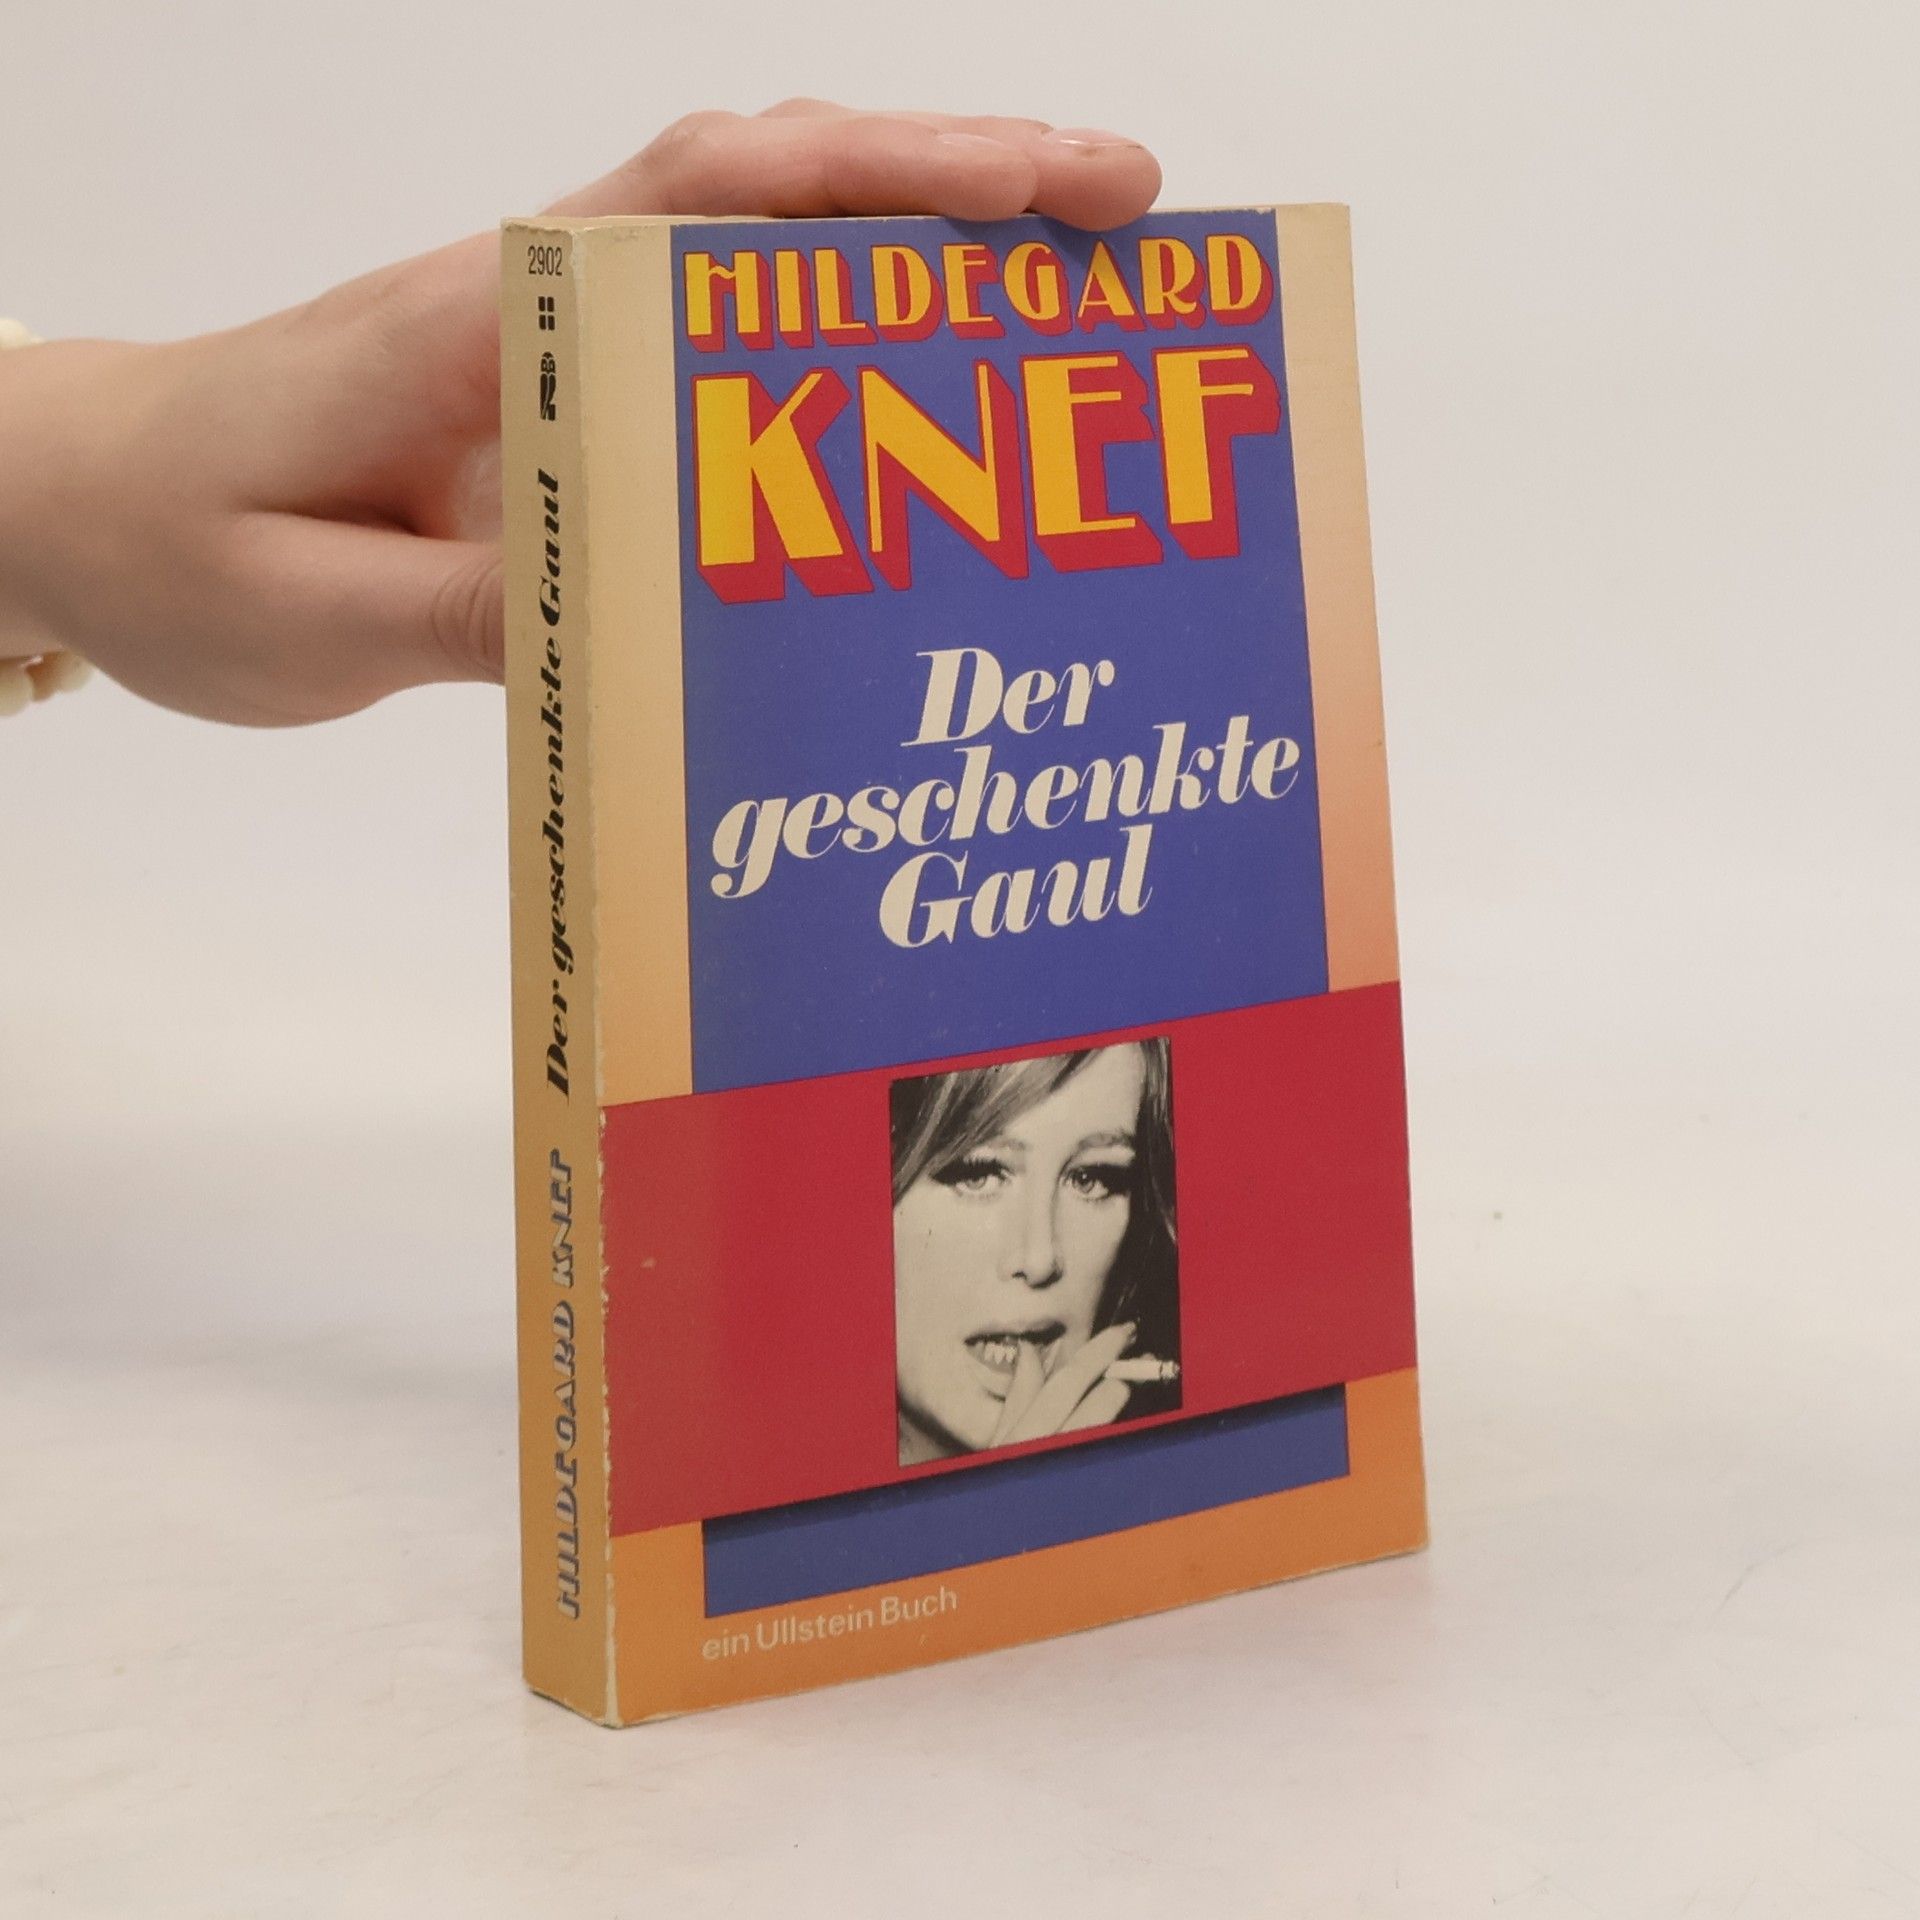 2902
Der geschenkte Gaul
HILDEGARD KNEF
HILDEGARD
KNEF
Der
geschenkte
Gaul
ein Ullstein Buch